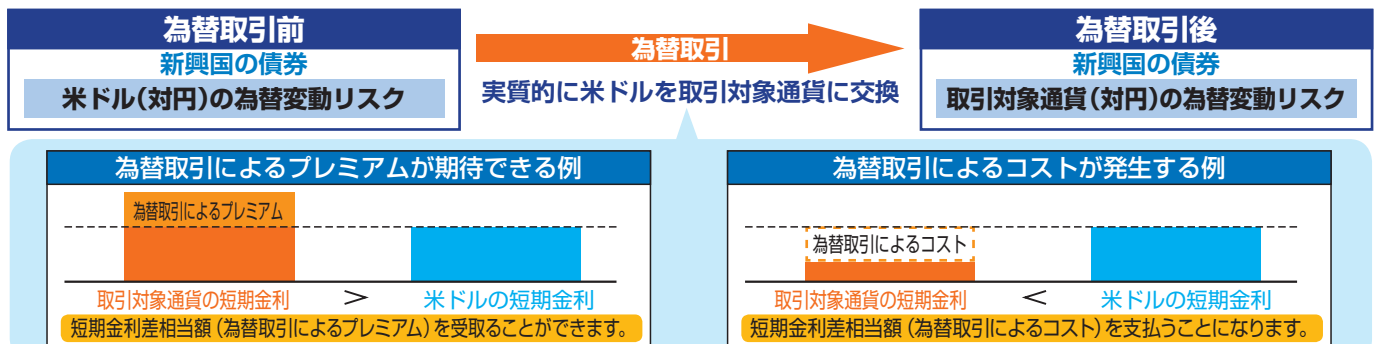 為替取引前
新興国の債券
米ドル(対円)の為替変動リスク
為替取引
実質的に米ドルを取引対象通貨に交換
為替取引後
新興国の債券
取引対象通貨(対円)の為替変動リスク
為替取引によるプレミアムが期待できる例
為替取引によるプレミアム
取引対象通貨の短期金利 > 米ドルの短期金利
短期金利差相当額(為替取引によるプレミアム)を受取ることができます。
為替取引によるコストが発生する例
為替取引によるコスト
取引対象通貨の短期金利 < 米ドルの短期金利
短期金利差相当額(為替取引によるコスト)を支払うことになります。